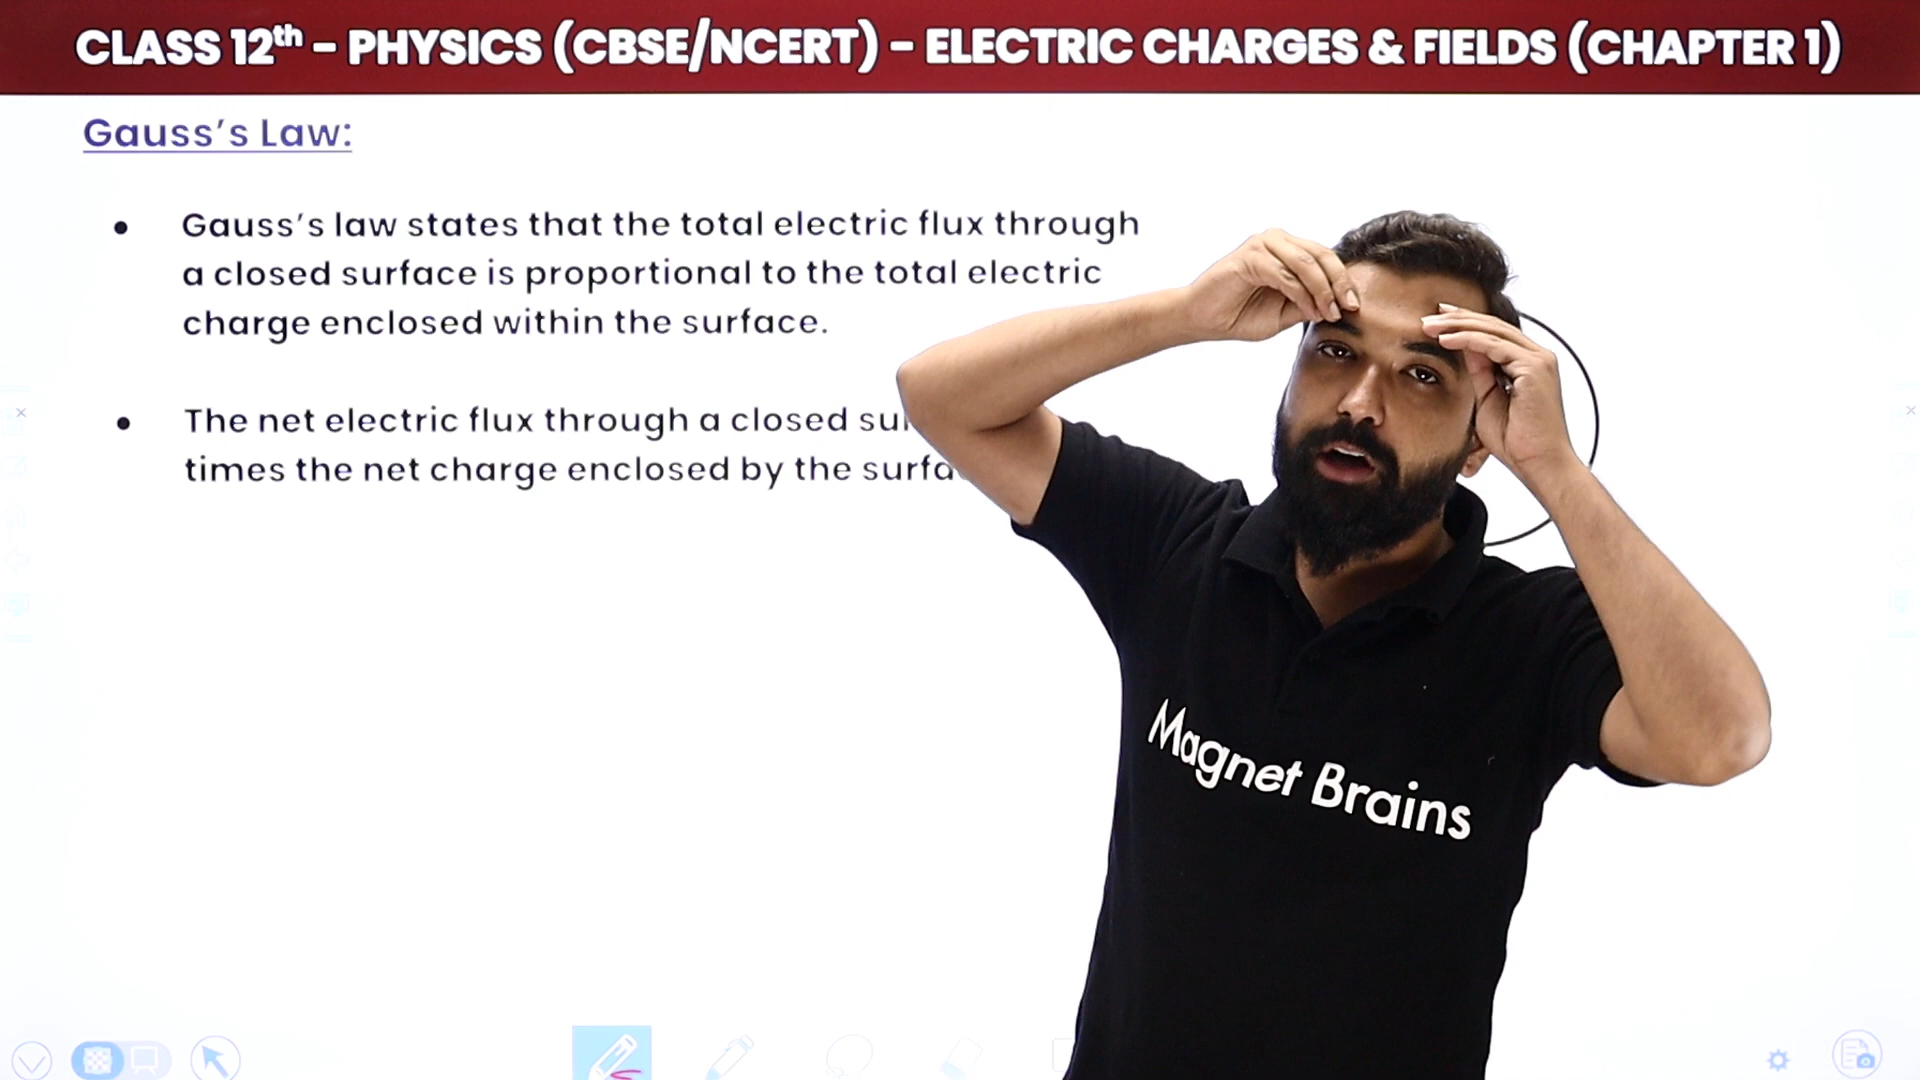 CLASS 12th – PHYSICS (CBSE/NCERT) – ELECTRIC CHARGES & FIELDS (CHAPTER 1)
Gauss’s Law:
• Gauss’s law states that the total electric flux through
a closed surface is proportional to the total electric
charge enclosed within the surface.
• The net electric flux through a closed
times the net charge enclosed by the
Magnet Brains